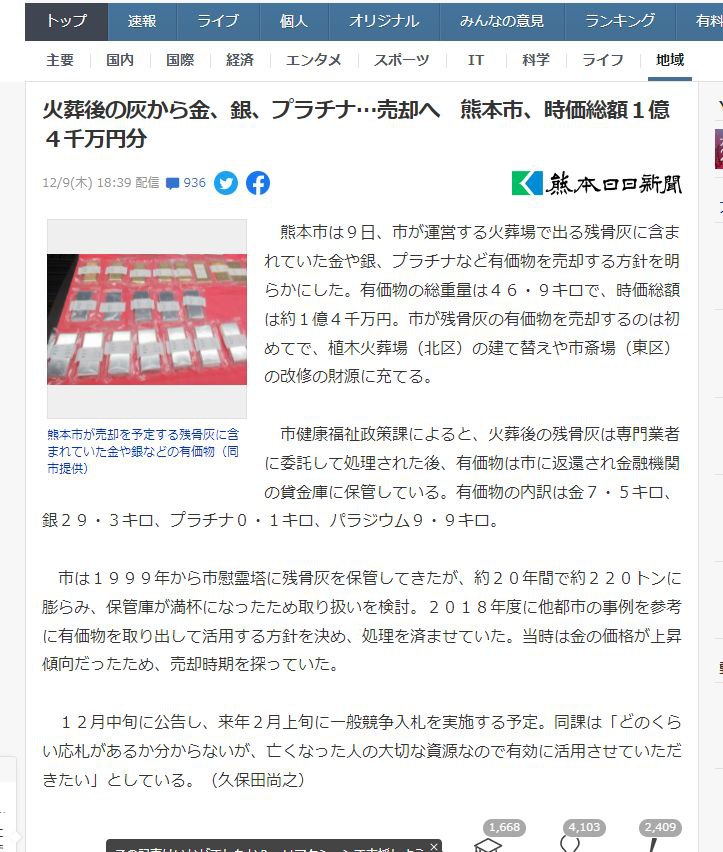 トップ 速報 ライブ 個人 オリジナル みんなの意見 ランキング 有料
主要 国内 国際 経済 エンタメ スポーツ IT 科学 ライフ 地域
火葬後の灰から金、銀、プラチナ…売却へ　熊本市、時価総額１億
４千万円分
12/9(木) 18:39 配信 936
熊本日日新聞
熊本市は９日、市が運営する火葬場で出る残骨灰に含ま
れていた金や銀、プラチナなど有価物を売却する方針を明
らかにした。有価物の総重量は４６・９キロで、時価総額
は約１億４千万円。市が残骨灰の有価物を売却するのは初
めてで、植木火葬場（北区）の建て替えや市斎場（東区）
の改修の財源に充てる。
熊本市が売却を予定する残骨灰に含
まれていた金や銀などの有価物（同
市提供）
市健康福祉政策課によると、火葬後の残骨灰は専門業者
に委託して処理された後、有価物は市に返還され金融機関
の貸金庫に保管している。有価物の内訳は金７・５キロ、
銀２９・３キロ、プラチナ０・１キロ、パラジウム９・９キロ。
市は１９９９年から市慰霊塔に残骨灰を保管してきたが、約２０年間で約２２０トンに
膨らみ、保管庫が満杯になったため取り扱いを検討。２０１８年度に他都市の事例を参考
に有価物を取り出して活用する方針を決め、処理を済ませていた。当時は金の価格が上昇
傾向だったため、売却時期を探っていた。
１２月中旬に公告し、来年２月上旬に一般競争入札を実施する予定。同課は「どのくら
い応札があるか分からないが、亡くなった人の大切な資源なので有効に活用させていただ
きたい」としている。（久保田尚之）
1,668 4,103 2,409